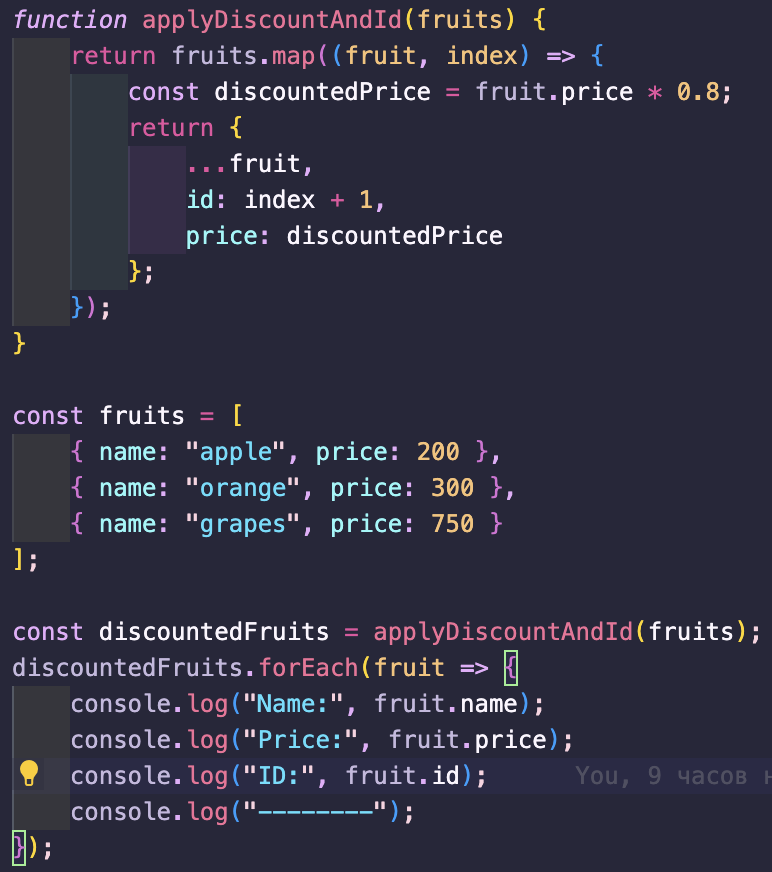 function applyDiscountAndId(fruits) {
    return fruits.map((fruit, index) => {
        const discountedPrice = fruit.price * 0.8;
        return {
            ...fruit,
            id: index + 1,
            price: discountedPrice
        };
    });
}

const fruits = [
    { name: "apple", price: 200 },
    { name: "orange", price: 300 },
    { name: "grapes", price: 750 }
];

const discountedFruits = applyDiscountAndId(fruits);
discountedFruits.forEach(fruit => {
    console.log("Name:", fruit.name);
    console.log("Price:", fruit.price);
    console.log("ID:", fruit.id);    You, 9 часов
    console.log("--------");
});